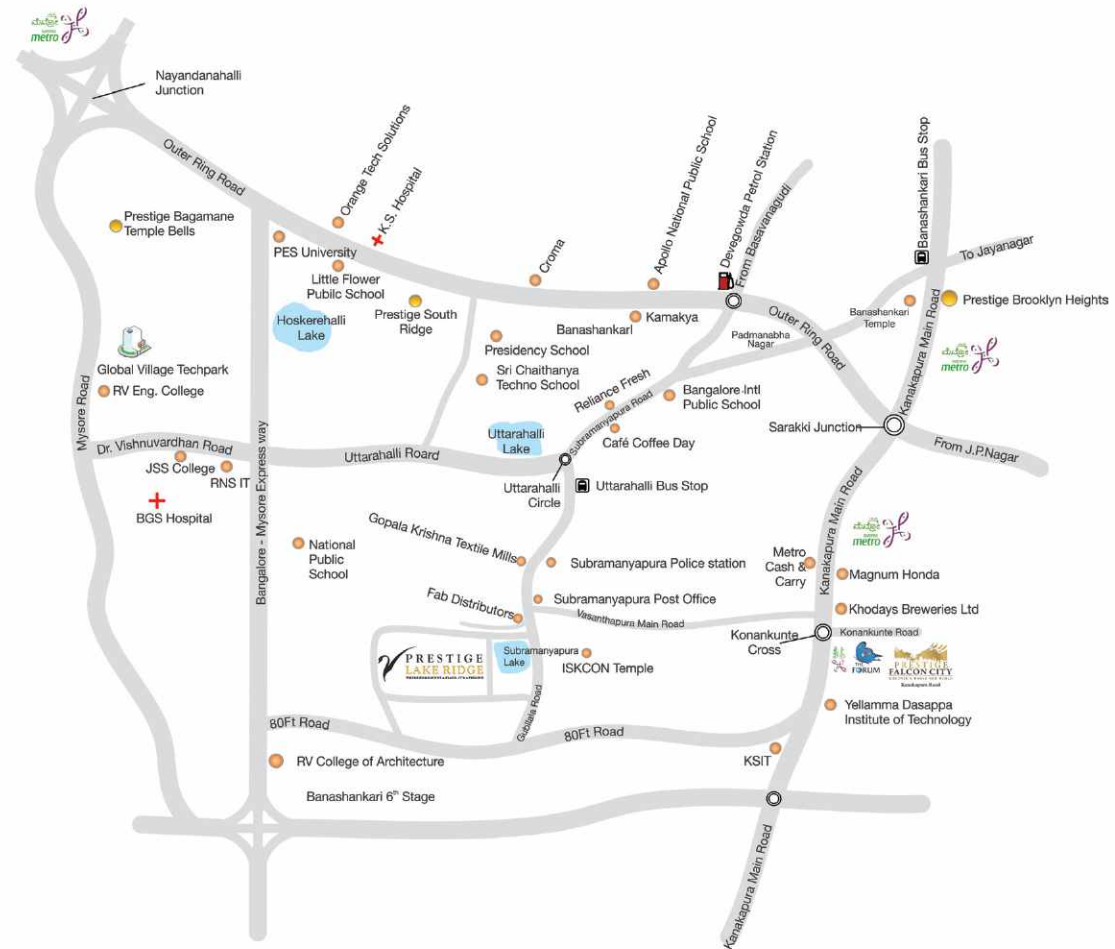 metro
Nayandanahalli
Junction
Outer Ring Road
Orange Tech Solutions
K.S. Hospital
Croma
Apollo National Public School
Devegowda Petrol Station
From Basavanagudi
Banashankari Bus Stop
To Jayanagar
Prestige Bagamane
Temple Bells
PES University
Little Flower
Public School
Hoskerehalli
Lake
Prestige South
Ridge
Kamakya
Banashankari
Presidency School
Sri Chaithanya
Techno School
Padmanabha
Nagar
Outer Ring Road
Banashankari
Temple
Prestige Brooklyn Heights
Kanakapura Main Road
metro
Global Village Techpark
RV Eng. College
Mysore Road
Dr. Vishnuvardhan Road
JSS College
RNS IT
BGS Hospital
Bangalore - Mysore Express way
Uttarahalli Roard
Uttarahalli
Lake
Reliance Fresh
Subramanyapura Road
Bangalore Intl
Public School
Café Coffee Day
Sarakki Junction
From J.P.Nagar
Uttarahalli
Circle
Uttarahalli Bus Stop
Kanakapura Main Road
metro
National
Public
School
Gopala Krishna Textile Mills
Subramanyapura Police station
Metro
Cash &
Carry
Magnum Honda
Fab Distributors
Subramanyapura Post Office
Vasanthapura Main Road
Khodays Breweries Ltd
Konankunte
Cross
Konankunte Road
PRESTIGE
LAKE RIDGE
Subramanyapura
Lake
ISKCON Temple
THE
FORUM
PRESTIGE
FALCON CITY
Kanakapura Road
Gubilala Road
Yellamma Dasappa
Institute of Technology
80Ft Road
80Ft Road
RV College of Architecture
KSIT
Banashankari 6th Stage
Kanakapura Main Road